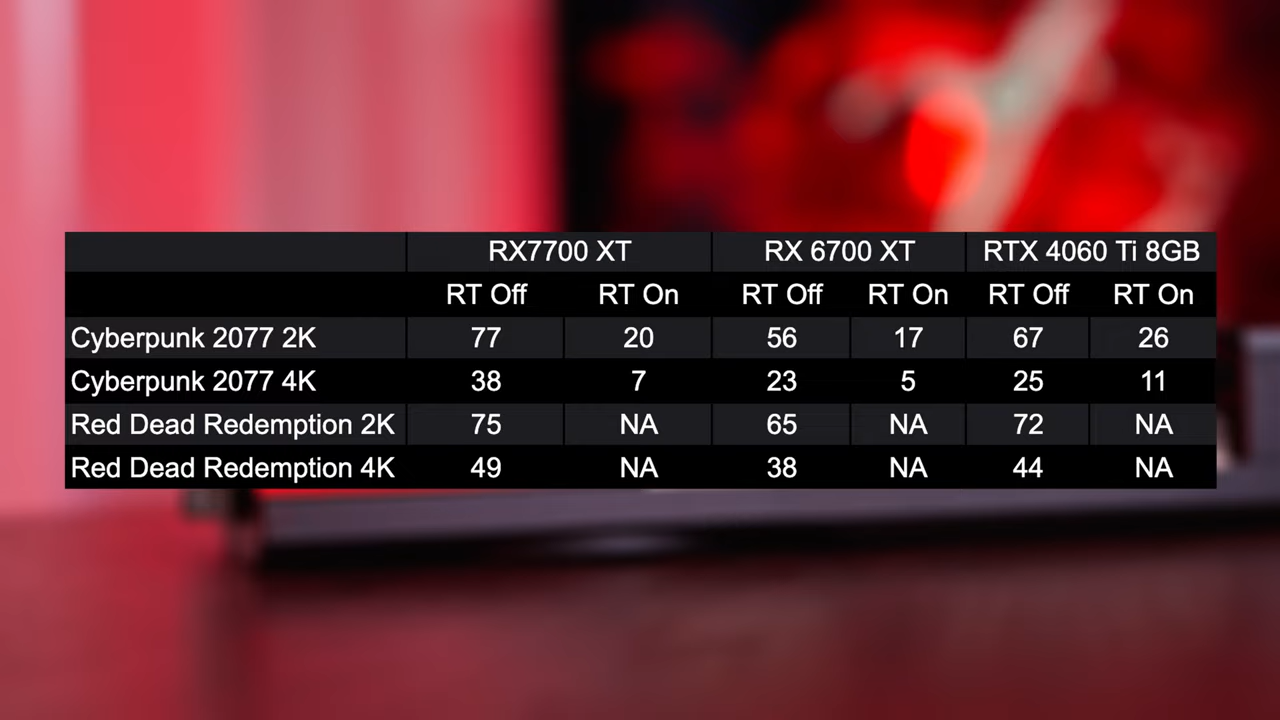 RX7700 XT RX 6700 XT RTX 4060 Ti 8GB
RT Off RT On RT Off RT On RT Off RT On
Cyberpunk 2077 2K 77 20 56 17 67 26
Cyberpunk 2077 4K 38 7 23 5 25 11
Red Dead Redemption 2K 75 NA 65 NA 72 NA
Red Dead Redemption 4K 49 NA 38 NA 44 NA